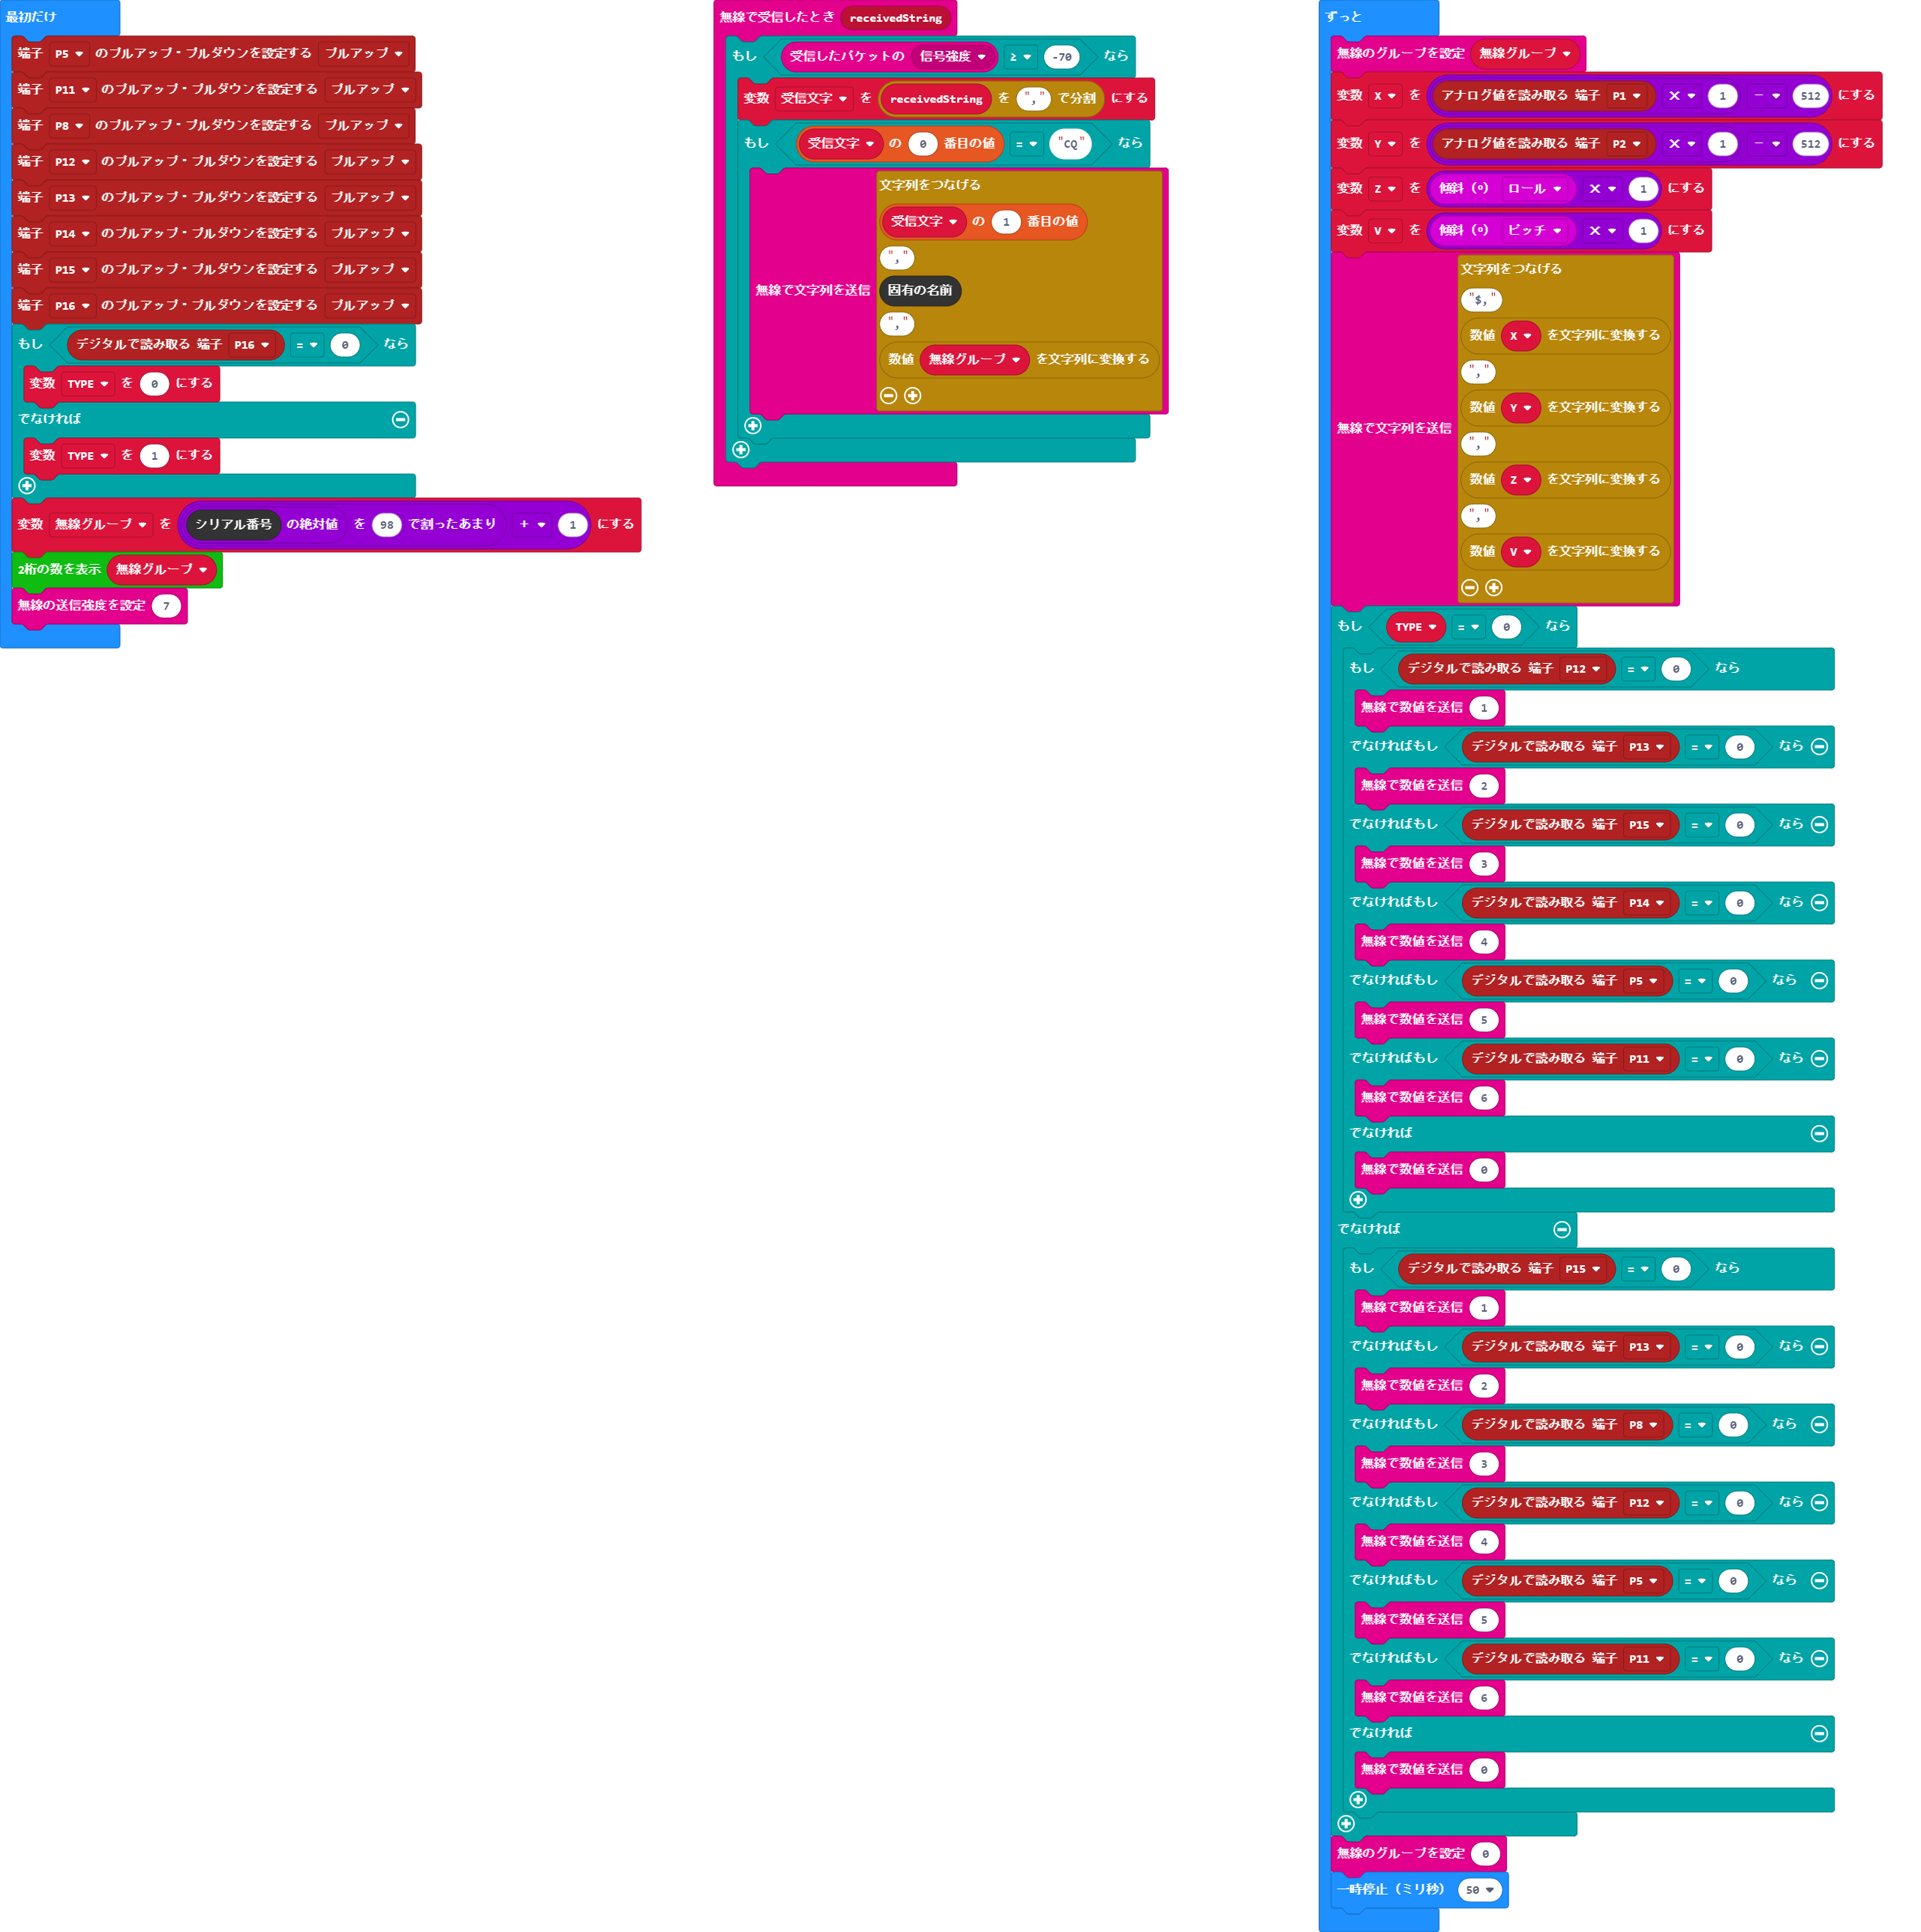 最初だけ
端子 P5 のプルアップ・プルダウンを設定する プルアップ
端子 P11 のプルアップ・プルダウンを設定する プルアップ
端子 P8 のプルアップ・プルダウンを設定する プルアップ
端子 P12 のプルアップ・プルダウンを設定する プルアップ
端子 P13 のプルアップ・プルダウンを設定する プルアップ
端子 P14 のプルアップ・プルダウンを設定する プルアップ
端子 P15 のプルアップ・プルダウンを設定する プルアップ
端子 P16 のプルアップ・プルダウンを設定する プルアップ
もし デジタルで読み取る 端子 P16 = 0 なら
変数 TYPE を 0 にする
でなければ
変数 TYPE を 1 にする
変数 無線グループ を シリアル番号 の絶対値 を 98 で割ったあまり + 1 にする
2桁の数を表示 無線グループ
無線の送信強度を設定 7
無線で受信したとき receivedString
もし 受信したパケットの 信号強度 ≥ -70 なら
変数 受信文字 を receivedString を "," で分割 にする
もし 受信文字 の 0 番目の値 = "CQ" なら
無線で文字列を送信 文字列をつなげる
受信文字 の 1 番目の値
","
固有の名前
","
数値 無線グループ を文字列に変換する
ずっと
無線のグループを設定 無線グループ
変数 X を アナログ値を読み取る 端子 P1 × 1 - 512 にする
変数 Y を アナログ値を読み取る 端子 P2 × 1 - 512 にする
変数 Z を 傾斜（°） ロール × 1 にする
変数 V を 傾斜（°） ピッチ × 1 にする
無線で文字列を送信 文字列をつなげる
"$,"
数値 X を文字列に変換する
","
数値 Y を文字列に変換する
","
数値 Z を文字列に変換する
","
数値 V を文字列に変換する
もし TYPE = 0 なら
もし デジタルで読み取る 端子 P12 = 0 なら
無線で数値を送信 1
でなければもし デジタルで読み取る 端子 P13 = 0 なら
無線で数値を送信 2
でなければもし デジタルで読み取る 端子 P15 = 0 なら
無線で数値を送信 3
でなければもし デジタルで読み取る 端子 P14 = 0 なら
無線で数値を送信 4
でなければもし デジタルで読み取る 端子 P5 = 0 なら
無線で数値を送信 5
でなければもし デジタルで読み取る 端子 P11 = 0 なら
無線で数値を送信 6
でなければ
無線で数値を送信 0
でなければ
もし デジタルで読み取る 端子 P15 = 0 なら
無線で数値を送信 1
でなければもし デジタルで読み取る 端子 P13 = 0 なら
無線で数値を送信 2
でなければもし デジタルで読み取る 端子 P8 = 0 なら
無線で数値を送信 3
でなければもし デジタルで読み取る 端子 P12 = 0 なら
無線で数値を送信 4
でなければもし デジタルで読み取る 端子 P5 = 0 なら
無線で数値を送信 5
でなければもし デジタルで読み取る 端子 P11 = 0 なら
無線で数値を送信 6
でなければ
無線で数値を送信 0
無線のグループを設定 0
一時停止（ミリ秒） 50